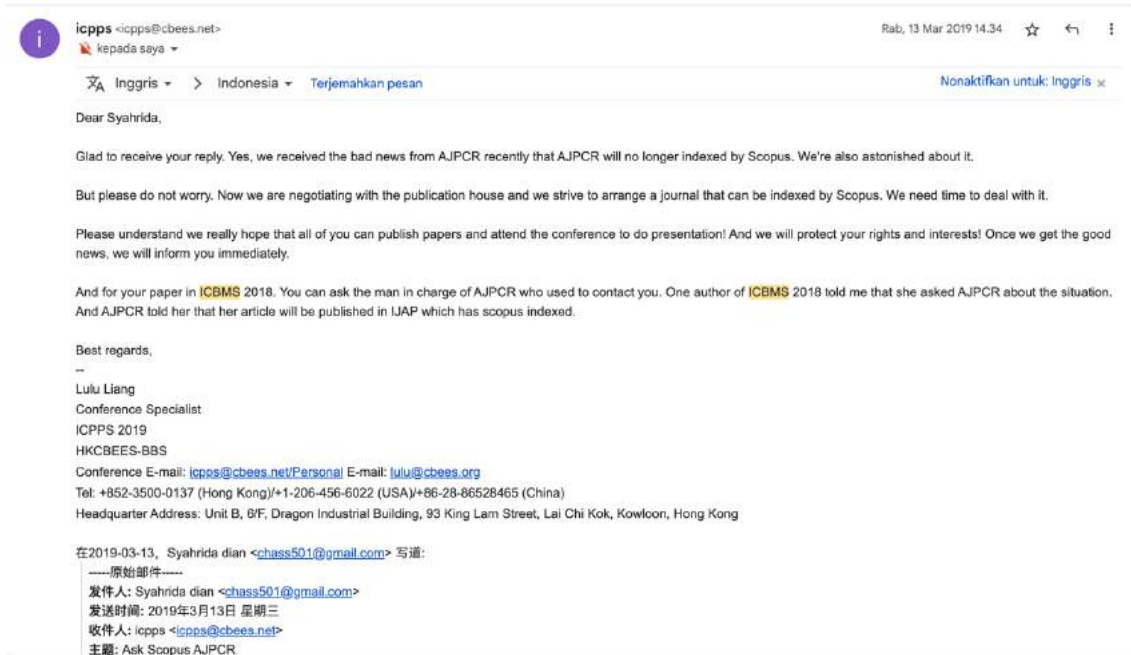 i
icpps <icpps@cbees.net>
Rab, 13 Mar 2019 14.34
kepada saya
Inggris > Indonesia Terjemahkan pesan
Nonaktifkan untuk: Inggris x
Dear Syahrida,
Glad to receive your reply. Yes, we received the bad news from AJPCR recently that AJPCR will no longer indexed by Scopus. We're also astonished about it.
But please do not worry. Now we are negotiating with the publication house and we strive to arrange a journal that can be indexed by Scopus. We need time to deal with it.
Please understand we really hope that all of you can publish papers and attend the conference to do presentation! And we will protect your rights and interests! Once we get the good
news, we will inform you immediately.
And for your paper in ICBMS 2018. You can ask the man in charge of AJPCR who used to contact you. One author of ICBMS 2018 told me that she asked AJPCR about the situation.
And AJPCR told her that her article will be published in IJAP which has scopus indexed.
Best regards,
--
Lulu Liang
Conference Specialist
ICPPS 2019
HKCBEES-BBS
Conference E-mail: icpps@cbees.net/Personal E-mail: lulu@cbees.org
Tel: +852-3500-0137 (Hong Kong)/+1-206-456-6022 (USA)/+86-28-86528465 (China)
Headquarter Address: Unit B, 6/F, Dragon Industrial Building, 93 King Lam Street, Lai Chi Kok, Kowloon, Hong Kong
在2019-03-13，Syahrida dian <chass501@gmail.com> 写道:
-----原始邮件-----
发件人: Syahrida dian <chass501@gmail.com>
发送时间: 2019年3月13日 星期三
收件人: icpps <icpps@cbees.net>
主题: Ask Scopus AJPCR